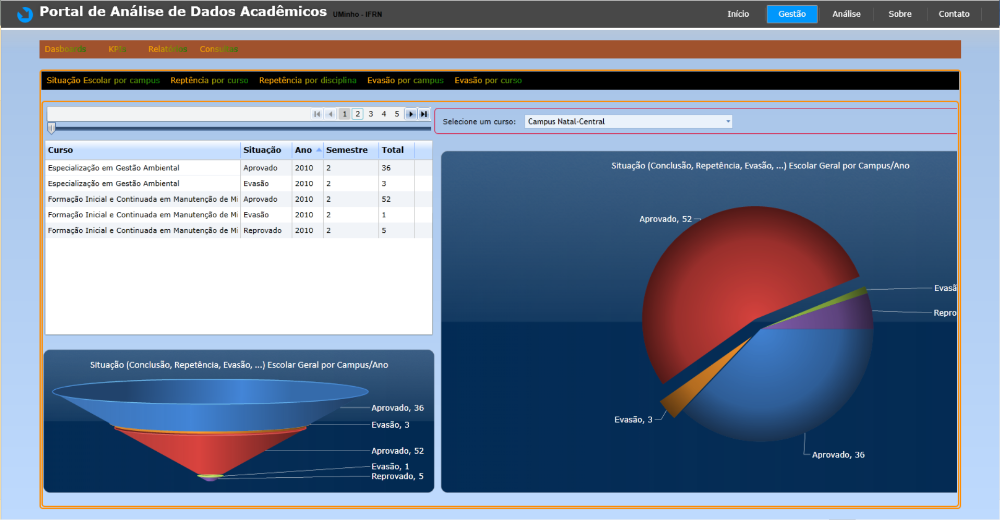 Portal de Análise de Dados Acadêmicos UMinho - IFRN
Início Gestão Análise Sobre Contato
Dasboards KPIs Relatórios Consultas
Situação Escolar por campus Reptência por curso Repetência por disciplina Evasão por campus Evasão por curso
1 2 3 4 5
Selecione um curso: Campus Natal-Central
Curso Situação Ano Semestre Total
Especialização em Gestão Ambiental Aprovado 2010 2 36
Especialização em Gestão Ambiental Evasão 2010 2 3
Formação Inicial e Continuada em Manutenção de Mi Aprovado 2010 2 52
Formação Inicial e Continuada em Manutenção de Mi Evasão 2010 2 1
Formação Inicial e Continuada em Manutenção de Mi Reprovado 2010 2 5
Situação (Conclusão, Repetência, Evasão, ...) Escolar Geral por Campus/Ano
Aprovado, 36
Evasão, 3
Aprovado, 52
Evasão, 1
Reprovado, 5
Situação (Conclusão, Repetência, Evasão, ...) Escolar Geral por Campus/Ano
Aprovado, 52
Evasã
Repro
Evasão, 3
Aprovado, 36